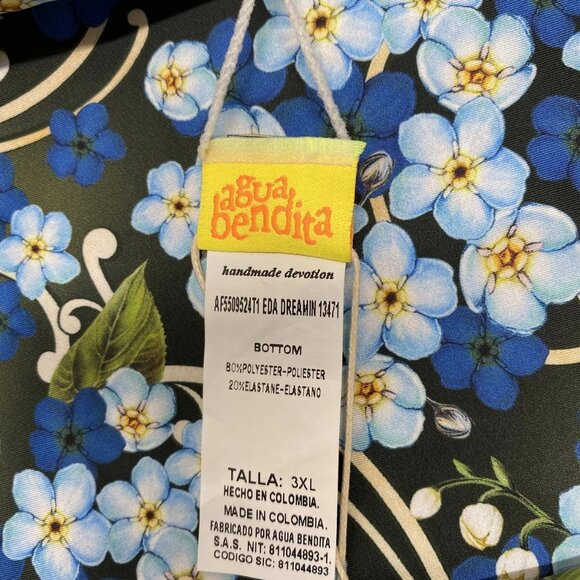 agua
bendita
handmade devotion
AF5509524T1 EDA DREAMIN 13471
BOTTOM
80%POLYESTER-POLIESTER
20%ELASTANE-ELASTANO
TALLA: 3XL
HECHO EN COLOMBIA.
MADE IN COLOMBIA.
FABRICADO POR AGUA BENDITA
S.A.S. NIT: 811044893-1.
CODIGO SIC: 811044893